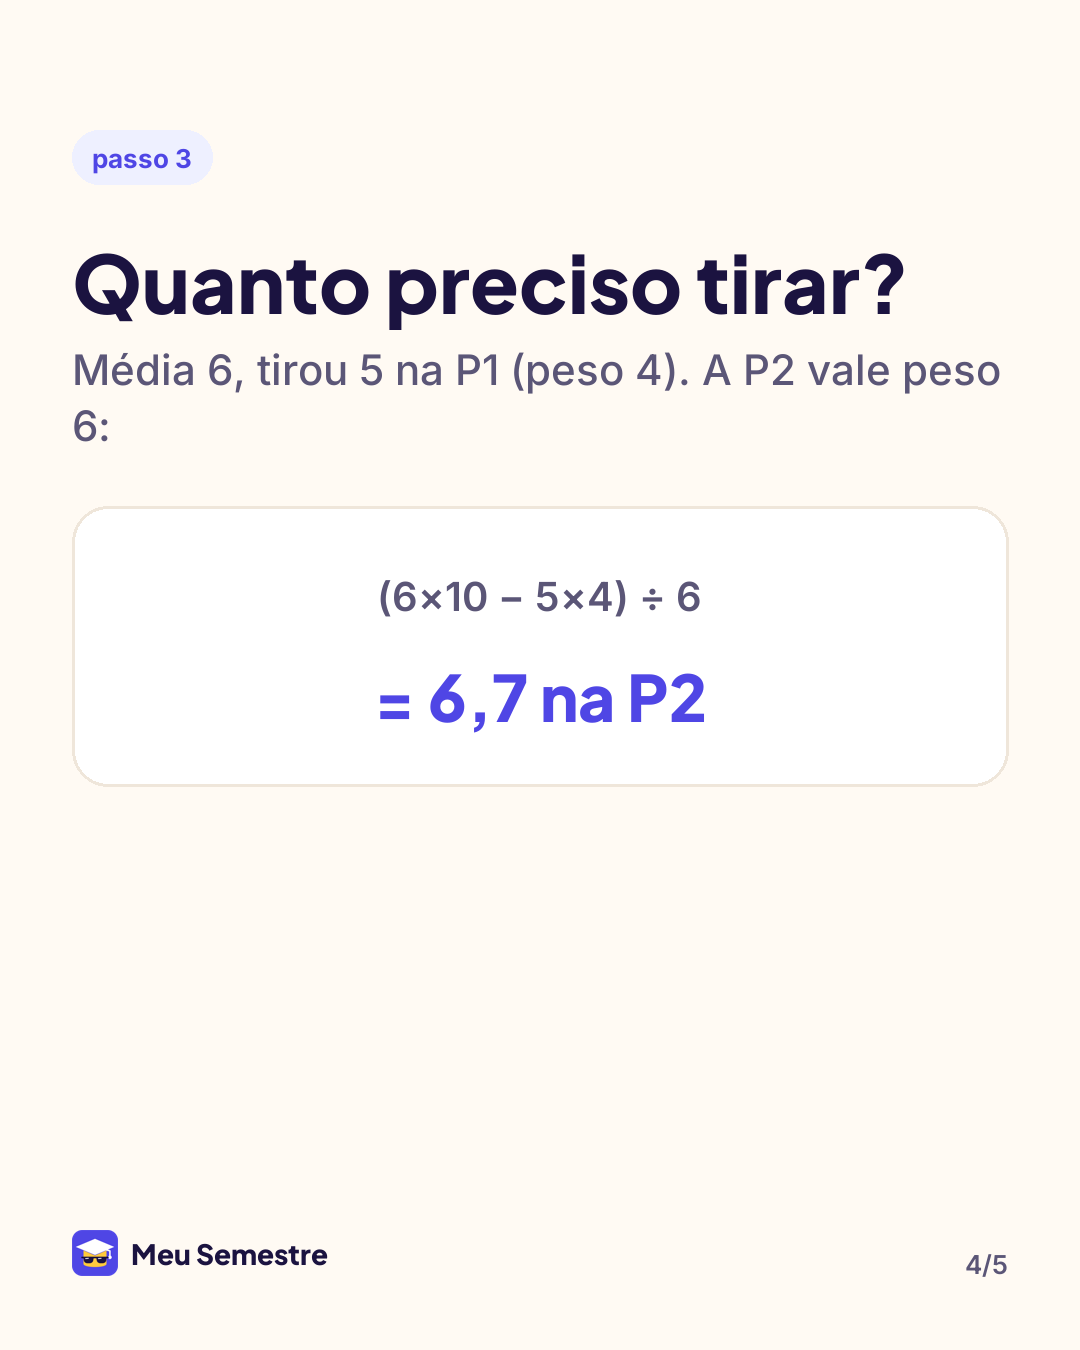 passo 3
Quanto preciso tirar?
Média 6, tirou 5 na P1 (peso 4). A P2 vale peso
6:
(6×10 − 5×4) ÷ 6
= 6,7 na P2
Meu Semestre
4/5